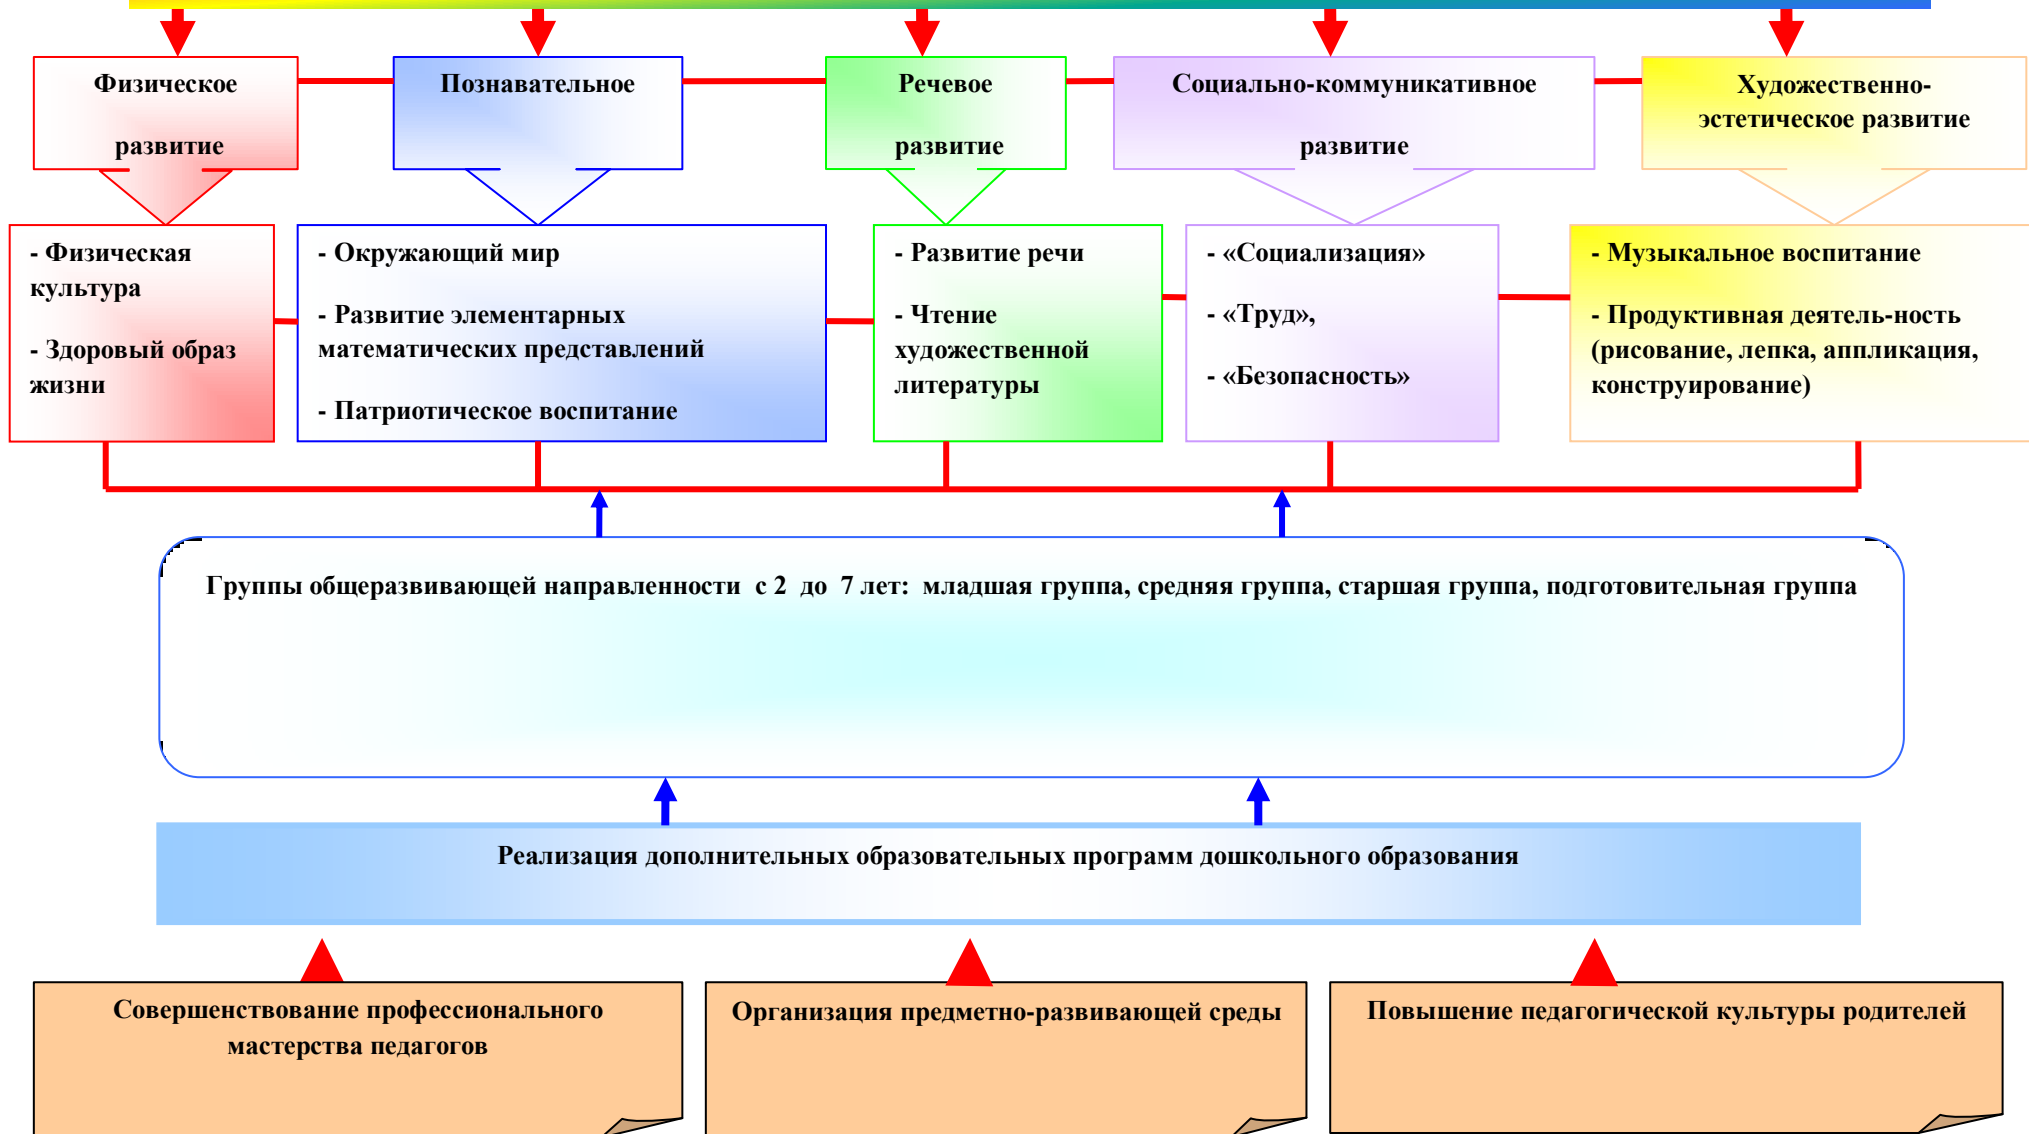 Физическое
развитие
Познавательное
Речевое
развитие
Социально-коммуникативное
развитие
Художественно-
эстетическое развитие
- Физическая
культура
- Здоровый образ
жизни
- Окружающий мир
- Развитие элементарных
математических представлений
- Патриотическое воспитание
- Развитие речи
- Чтение
художественной
литературы
- «Социализация»
- «Труд»,
- «Безопасность»
- Музыкальное воспитание
- Продуктивная деятель-ность
(рисование, лепка, аппликация,
конструирование)
Группы общеразвивающей направленности с 2 до 7 лет: младшая группа, средняя группа, старшая группа, подготовительная группа
Реализация дополнительных образовательных программ дошкольного образования
Совершенствование профессионального
мастерства педагогов
Организация предметно-развивающей среды
Повышение педагогической культуры родителей